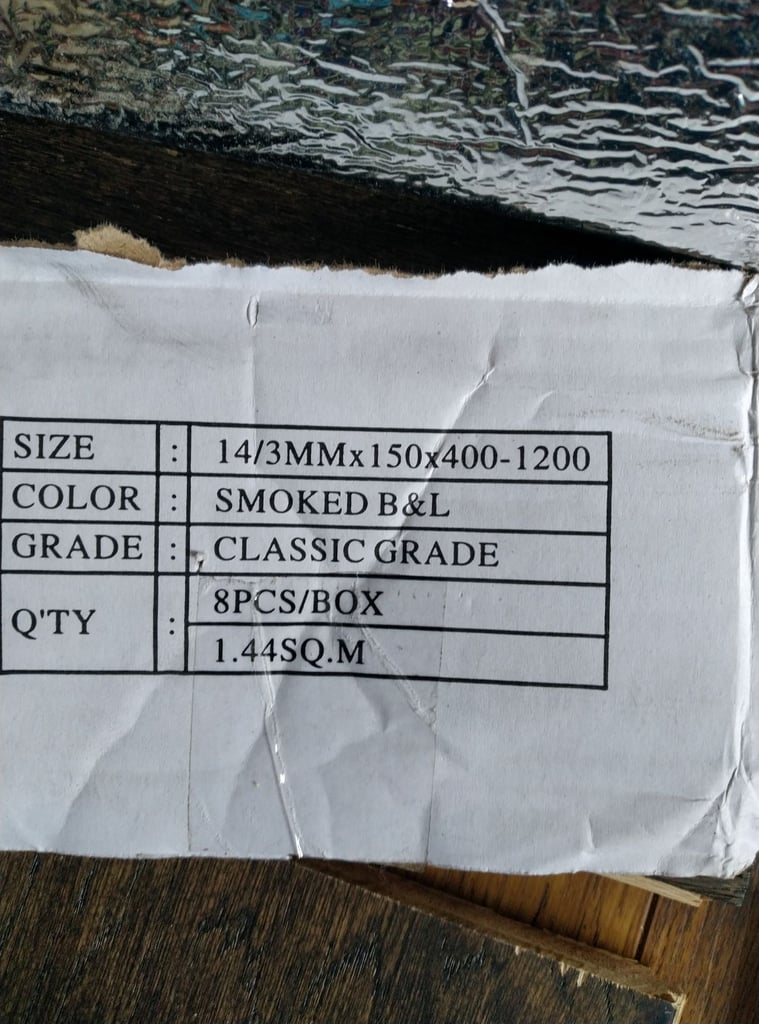 SIZE : 14/3MMx150x400-1200
COLOR : SMOKED B&L
GRADE : CLASSIC GRADE
Q'TY : 8PCS/BOX
1.44SQ.M